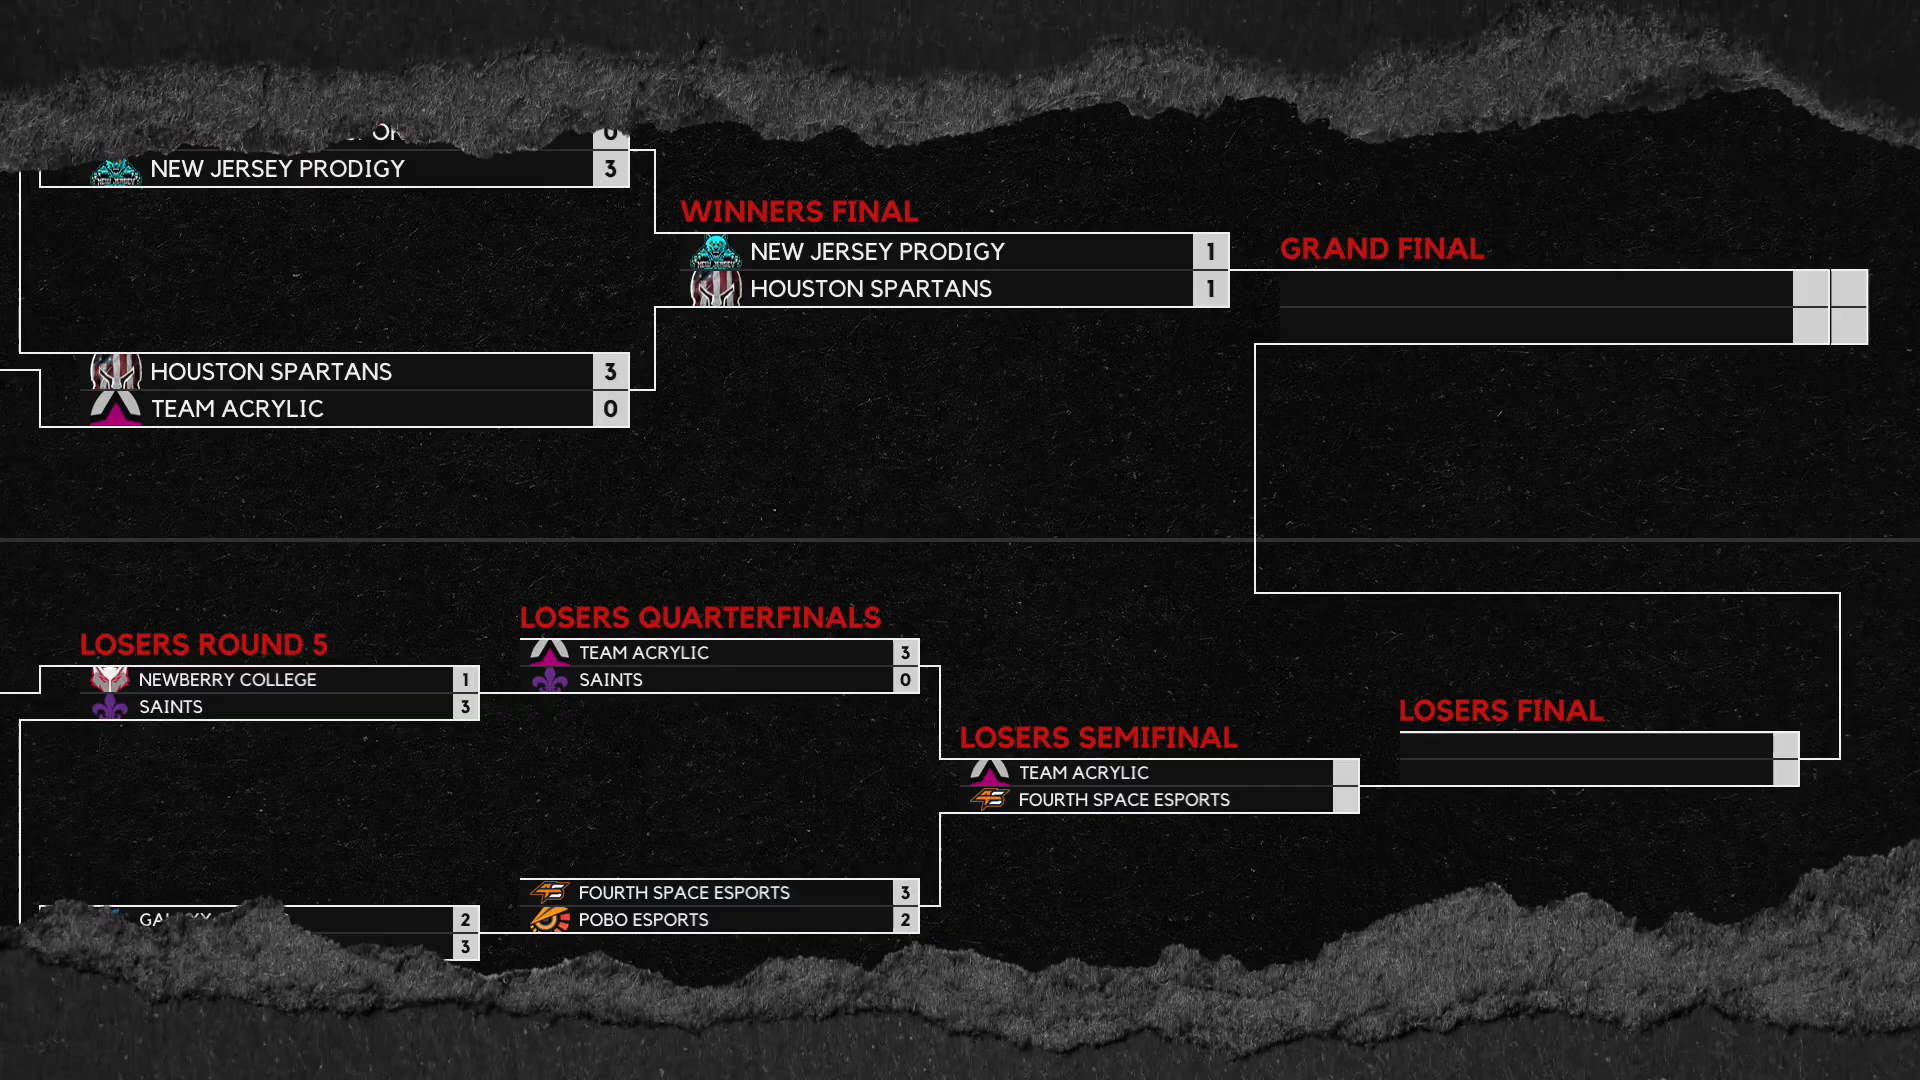 0
NEW JERSEY PRODIGY 3
WINNERS FINAL
NEW JERSEY PRODIGY 1
HOUSTON SPARTANS 1
GRAND FINAL
HOUSTON SPARTANS 3
TEAM ACRYLIC 0
LOSERS ROUND 5
NEWBERRY COLLEGE 1
SAINTS 3
2
3
LOSERS QUARTERFINALS
TEAM ACRYLIC 3
SAINTS 0
FOURTH SPACE ESPORTS 3
POBO ESPORTS 2
LOSERS SEMIFINAL
TEAM ACRYLIC
FOURTH SPACE ESPORTS
LOSERS FINAL